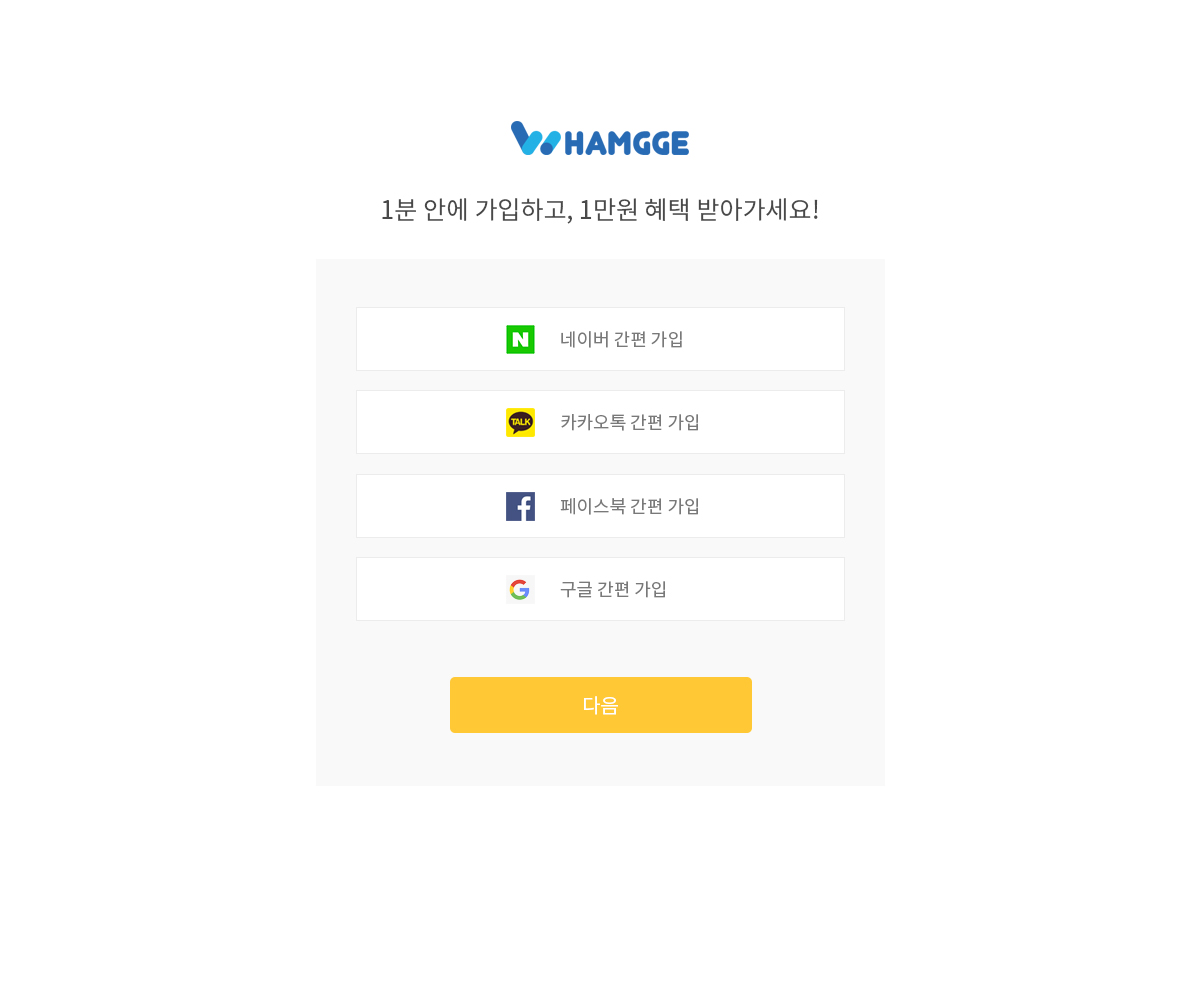 HAMGGE
1분 안에 가입하고, 1만원 혜택 받아가세요!
네이버 간편 가입
TALK
카카오톡 간편 가입
페이스북 간편 가입
구글 간편 가입
다음